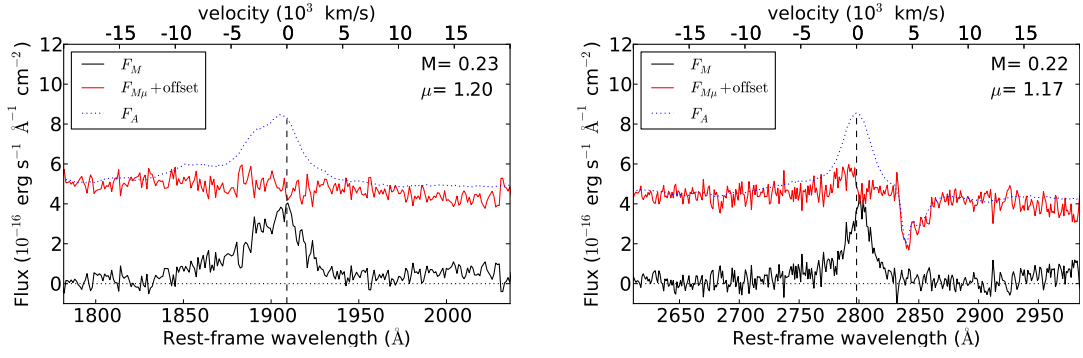 velocity (10³ km/s)
-15 -10 -5 0 5 10 15
12
10
8
6
4
2
0
Flux (10⁻¹⁶ erg s⁻¹ Å⁻¹ cm⁻²)
F_M
F_Mμ +offset
F_A
M= 0.23
μ= 1.20
1800 1850 1900 1950 2000
Rest-frame wavelength (Å)
velocity (10³ km/s)
-15 -10 -5 0 5 10 15
12
10
8
6
4
2
0
Flux (10⁻¹⁶ erg s⁻¹ Å⁻¹ cm⁻²)
F_M
F_Mμ +offset
F_A
M= 0.22
μ= 1.17
2650 2700 2750 2800 2850 2900 2950
Rest-frame wavelength (Å)